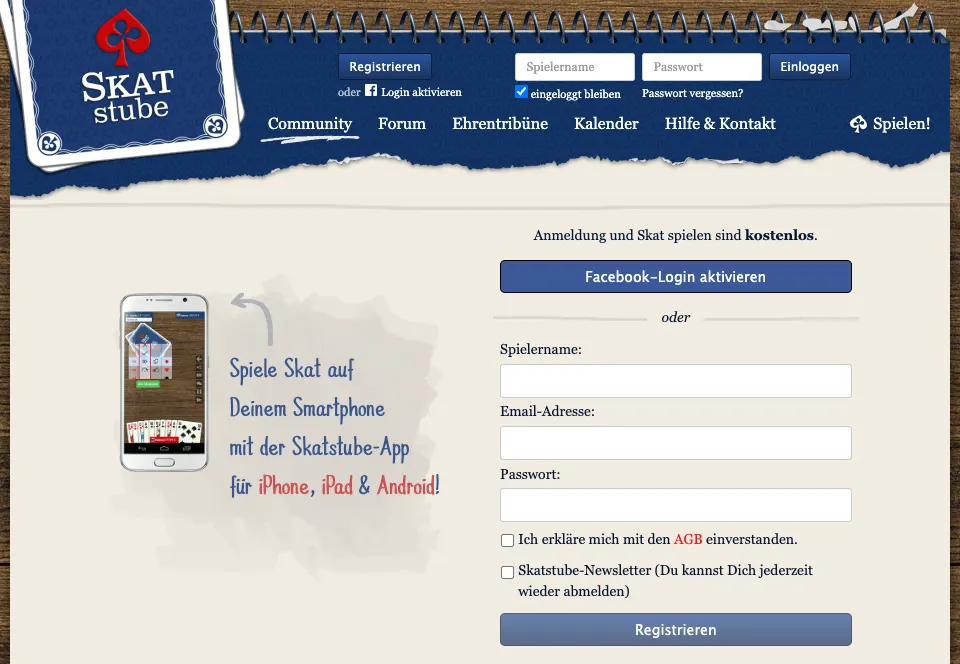 SKAT
stube
Registrieren
oder Login aktivieren
Spielername
Passwort
Einloggen
eingeloggt bleiben
Passwort vergessen?
Community
Forum
Ehrentribüne
Kalender
Hilfe & Kontakt
Spielen!
Anmeldung und Skat spielen sind kostenlos.
Facebook-Login aktivieren
oder
Spiele Skat auf
Deinem Smartphone
mit der Skatstube-App
für iPhone, iPad & Android!
Spielername:
Email-Adresse:
Passwort:
Ich erkläre mich mit den AGB einverstanden.
Skatstube-Newsletter (Du kannst Dich jederzeit
wieder abmelden)
Registrieren